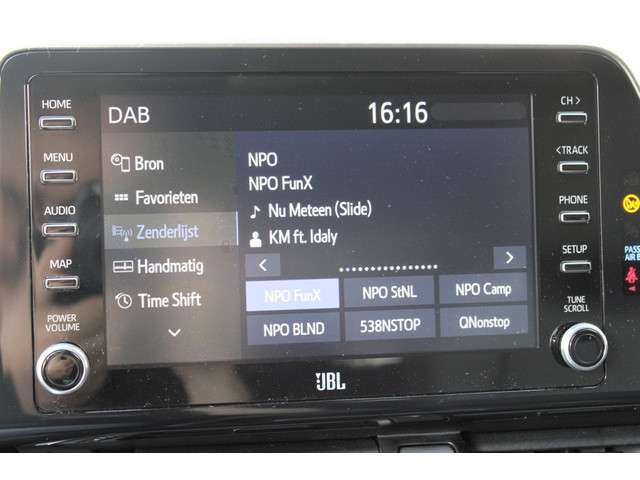 HOME
MENU
AUDIO
MAP
POWER
VOLUME
DAB
16:16
Bron
Favorieten
Zenderlijst
Handmatig
Time Shift
NPO
NPO FunX
Nu Meteen (Slide)
KM ft. Idaly
NPO FunX
NPO StNL
NPO Camp
NPO BLND
538NSTOP
QNonstop
CH >
< TRACK
PHONE
SETUP
TUNE
SCROLL
JBL
PASS
AIR B